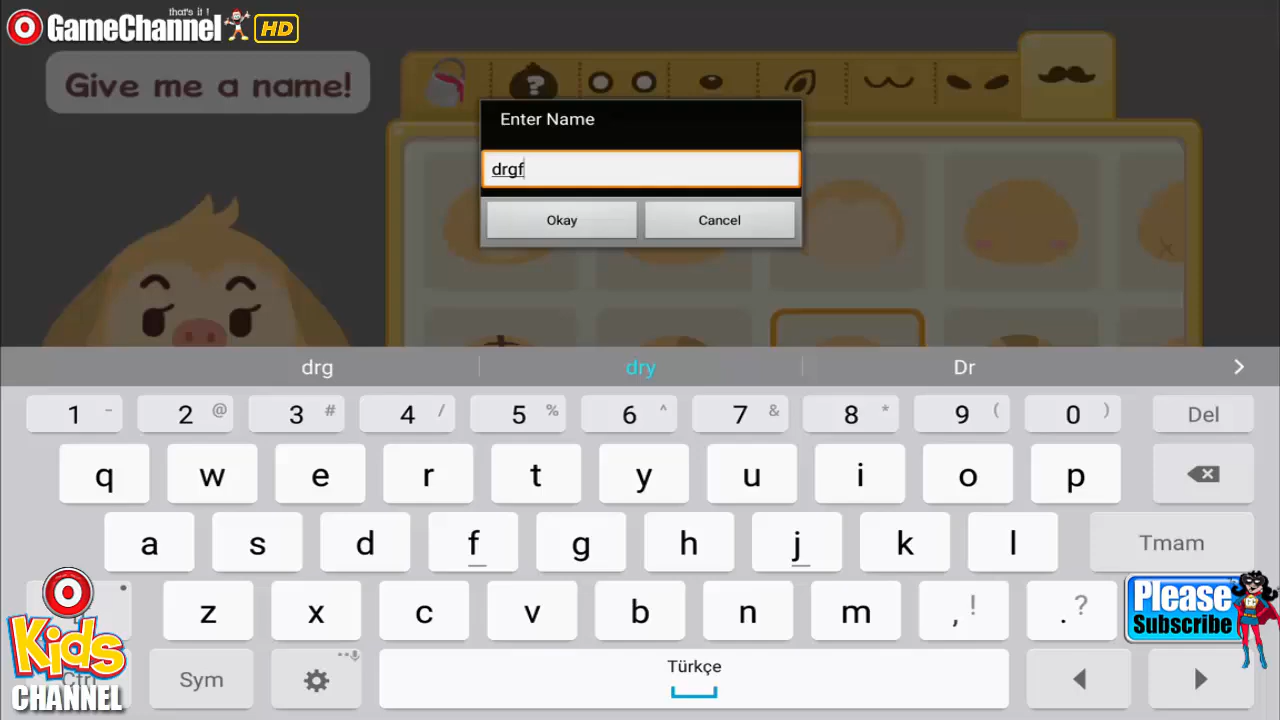 that's it !
GameChannel HD
Give me a name!
Enter Name
drgf
Okay Cancel
drg dry Dr
1 - 2 @ 3 # 4 / 5 % 6 ^ 7 & 8 * 9 ( 0 ) Del
q w e r t y u i o p
a s d f g h j k l Tmam
z x c v b n m , ! . ?
Please
Subscribe
Kids
CHANNEL
Ctrl Sym Türkçe